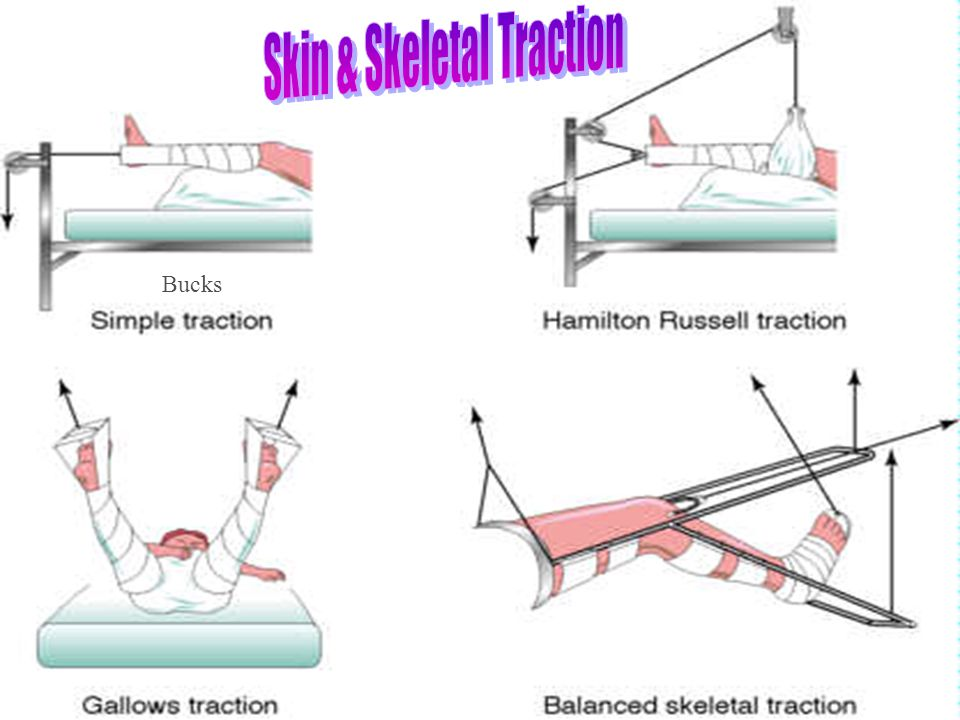 Skin & Skeletal Traction
Bucks
Simple traction
Hamilton Russell traction
Gallows traction
Balanced skeletal traction